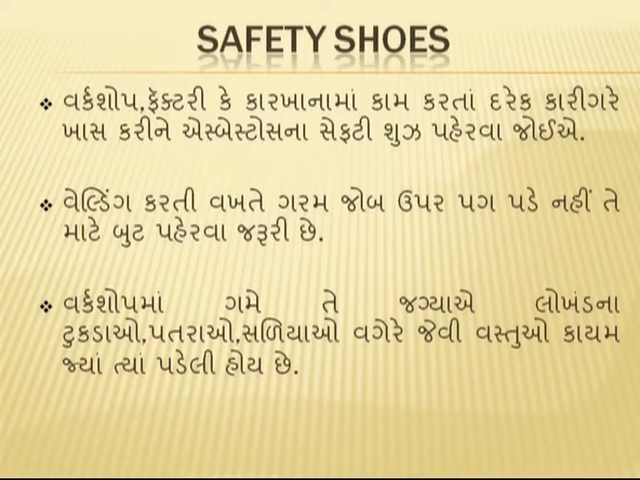 SAFETY SHOES
વર્કશોપ,ફૅક્ટરી કે કારખાનામાં કામ કરતાં દરેક કારીગરે
ખાસ કરીને એસ્બેસ્ટોસના સેફટી શુઝ પહેરવા જોઈએ.
વેલ્ડિંગ કરતી વખતે ગરમ જોબ ઉપર પગ પડે નહીં તે
માટે બુટ પહેરવા જરૂરી છે.
વર્કશોપમાં ગમે તે જગ્યાએ લોખંડના
ટુકડાઓ,પતરાઓ,સળિયાઓ વગેરે જેવી વસ્તુઓ કાયમ
જ્યાં ત્યાં પડેલી હોય છે.